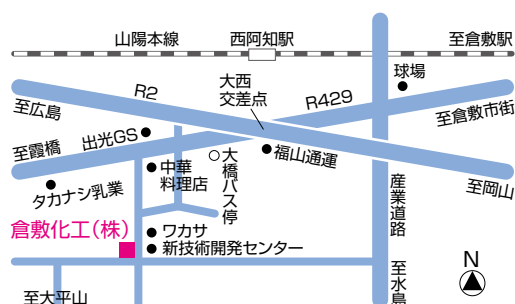 山陽本線
西阿知駅
至倉敷駅
大西
交差点
球場
R2
R429
至広島
至倉敷市街
出光GS
至霞橋
中華
料理店
大橋バス停
福山通運
タカナシ乳業
産業道路
至岡山
倉敷化工(株)
ワカサ
新技術開発センター
N
至水島
至大平山